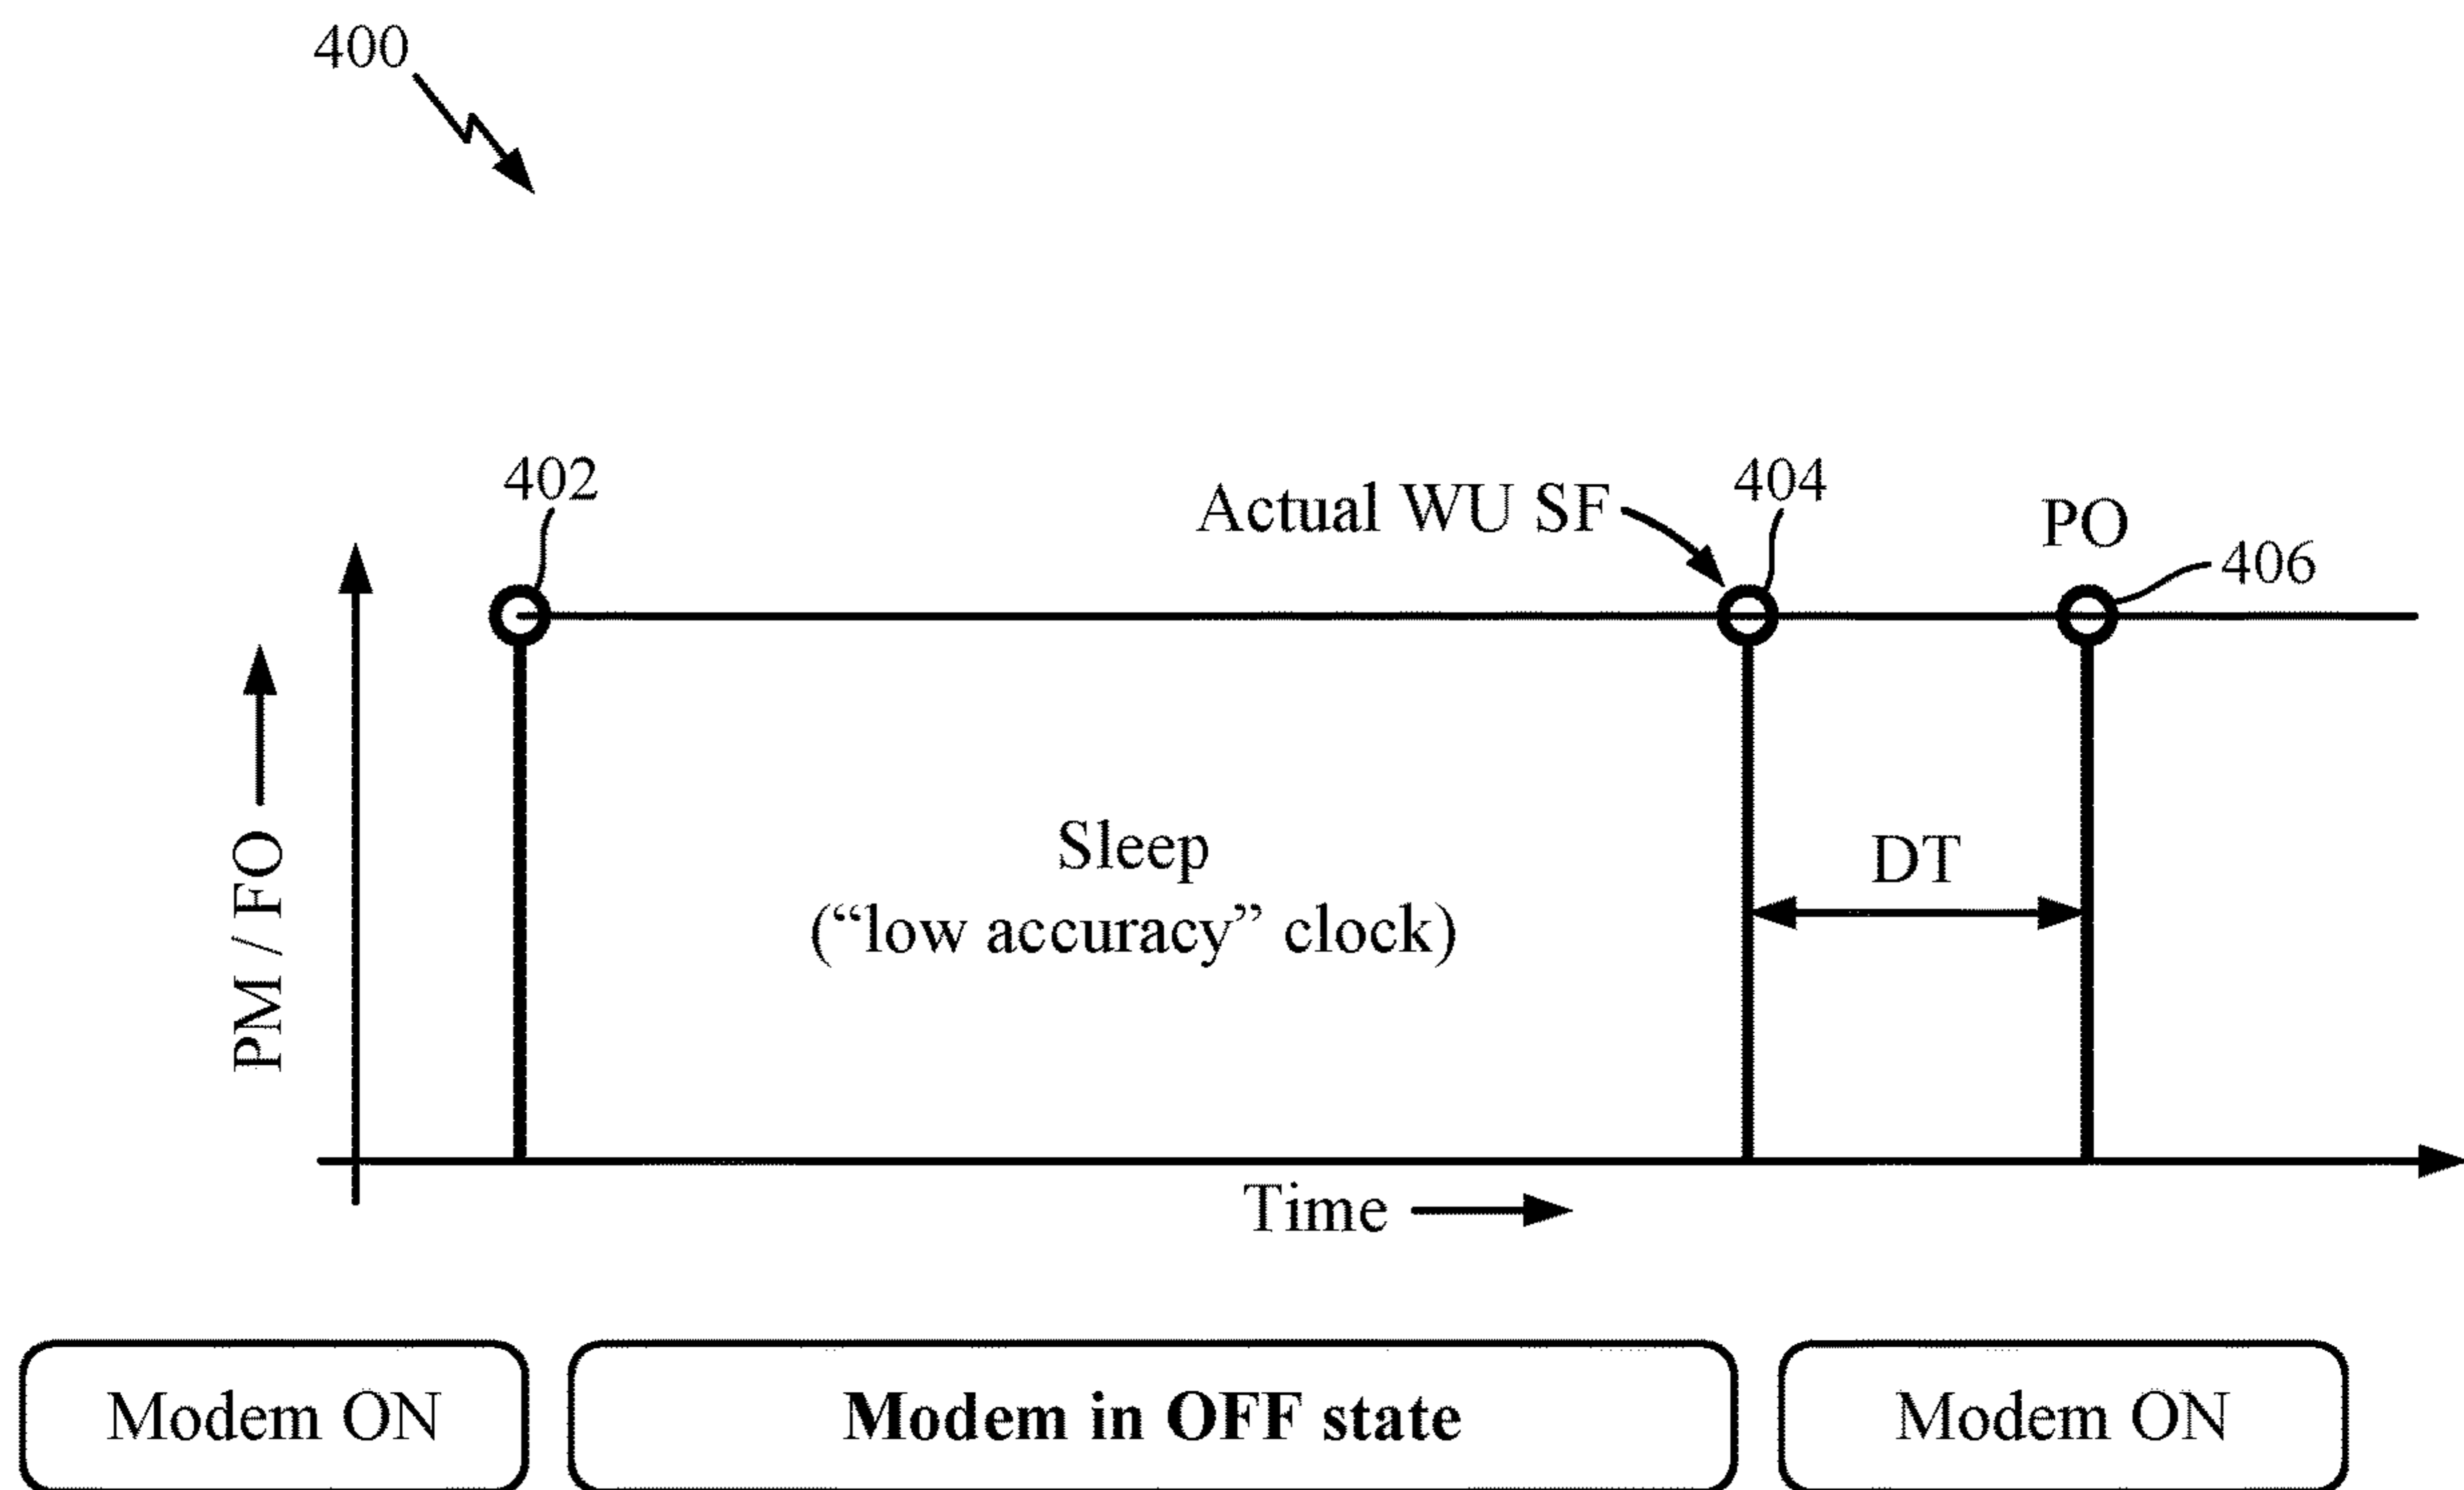 400
402
Actual WU SF
404
PO
406
PM / FO
Sleep
(“low accuracy” clock)
DT
Time
Modem ON
Modem in OFF state
Modem ON